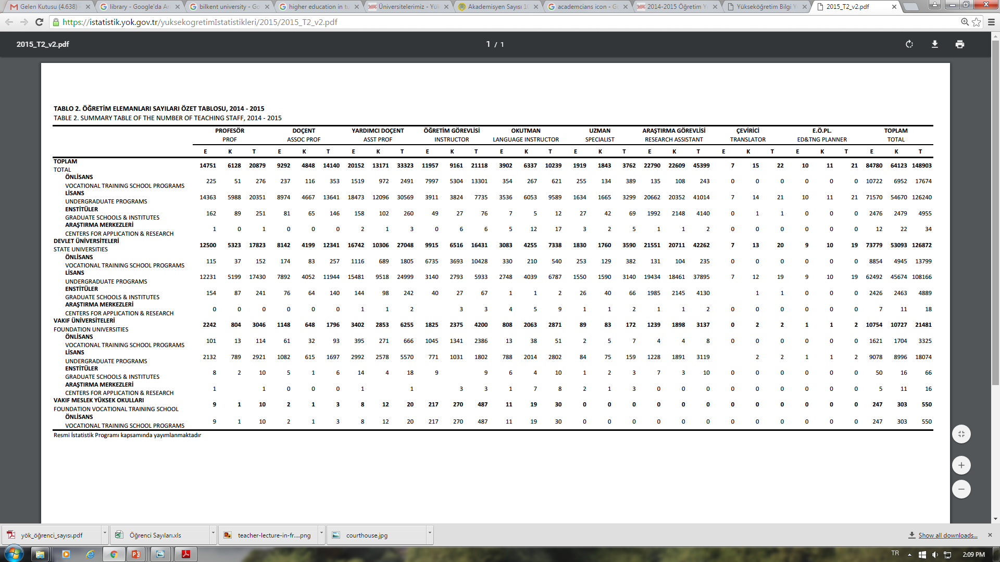 Gelen Kutusu (4.638)
library - Google'da Ar
bilkent university - Go
higher education in tu
Üniversitelerimiz - Yük
Akademisyen Sayısı 10
academcians icon - Go
2014-2015 Öğretim Y
Yükseköğretim Bilgi Y
2015_T2_v2.pdf
https://istatistik.yok.gov.tr/yuksekogretimIstatistikleri/2015/2015_T2_v2.pdf
2015_T2_v2.pdf 1 / 1
TABLO 2. ÖĞRETİM ELEMANLARI SAYILARI ÖZET TABLOSU, 2014 - 2015
TABLE 2. SUMMARY TABLE OF THE NUMBER OF TEACHING STAFF, 2014 - 2015
PROFESÖR DOÇENT YARDIMCI DOÇENT ÖĞRETİM GÖREVLİSİ OKUTMAN UZMAN ARAŞTIRMA GÖREVLİSİ ÇEVİRİCİ E.Ö.PL. TOPLAM
PROF ASSOC PROF ASST PROF INSTRUCTOR LANGUAGE INSTRUCTOR SPECIALIST RESEARCH ASSISTANT TRANSLATOR ED&TNG PLANNER TOTAL
E K T E K T E K T E K T E K T E K T E K T E K T E K T E K T
TOPLAM
14751 6128 20879 9292 4848 14140 20152 13171 33323 11957 9161 21118 3902 6337 10239 1919 1843 3762 22790 22609 45399 7 15 22 10 11 21 84780 64123 148903
TOTAL
ÖNLİSANS
225 51 276 237 116 353 1519 972 2491 7997 5304 13301 354 267 621 255 134 389 135 108 243 0 0 0 0 0 0 10722 6952 17674
VOCATIONAL TRAINING SCHOOL PROGRAMS
LİSANS
14363 5988 20351 8974 4667 13641 18473 12096 30569 3911 3824 7735 3536 6053 9589 1634 1665 3299 20662 20352 41014 7 14 21 10 11 21 71570 54670 126240
UNDERGRADUATE PROGRAMS
ENSTİTÜLER
162 89 251 81 65 146 158 102 260 49 27 76 7 5 12 27 42 69 1992 2148 4140 0 1 1 0 0 0 2476 2479 4955
GRADUATE SCHOOLS & INSTITUTES
ARAŞTIRMA MERKEZLERİ
1 0 1 0 0 0 2 1 3 0 6 6 5 12 17 3 2 5 1 1 2 0 0 0 0 0 0 12 22 34
CENTERS FOR APPLICATION & RESEARCH
DEVLET ÜNİVERSİTELERİ
12500 5323 17823 8142 4199 12341 16742 10306 27048 9915 6516 16431 3083 4255 7338 1830 1760 3590 21551 20711 42262 7 13 20 9 10 19 73779 53093 126872
STATE UNIVERSITIES
ÖNLİSANS
115 37 152 174 83 257 1116 689 1805 6735 3693 10428 330 210 540 253 129 382 131 104 235 0 0 0 0 0 0 8854 4945 13799
VOCATIONAL TRAINING SCHOOL PROGRAMS
LİSANS
12231 5199 17430 7892 4052 11944 15481 9518 24999 3140 2793 5933 2748 4039 6787 1550 1590 3140 19434 18461 37895 7 12 19 9 10 19 62492 45674 108166
UNDERGRADUATE PROGRAMS
ENSTİTÜLER
154 87 241 76 64 140 144 98 242 40 27 67 1 1 2 26 40 66 1985 2145 4130 1 1 0 0 0 2426 2463 4889
GRADUATE SCHOOLS & INSTITUTES
ARAŞTIRMA MERKEZLERİ
0 0 0 0 0 0 1 1 2 3 3 4 5 9 1 1 2 1 1 2 0 0 0 0 0 0 7 11 18
CENTERS FOR APPLICATION & RESEARCH
VAKIF ÜNİVERSİTELERİ
2242 804 3046 1148 648 1796 3402 2853 6255 1825 2375 4200 808 2063 2871 89 83 172 1239 1898 3137 0 2 2 1 1 2 10754 10727 21481
FOUNDATION UNIVERSITIES
ÖNLİSANS
101 13 114 61 32 93 395 271 666 1045 1341 2386 13 38 51 2 5 7 4 4 8 0 0 0 0 0 0 1621 1704 3325
VOCATIONAL TRAINING SCHOOL PROGRAMS
LİSANS
2132 789 2921 1082 615 1697 2992 2578 5570 771 1031 1802 788 2014 2802 84 75 159 1228 1891 3119 2 2 1 1 2 9078 8996 18074
UNDERGRADUATE PROGRAMS
ENSTİTÜLER
8 2 10 5 1 6 14 4 18 9 9 6 4 10 1 2 3 7 3 10 0 0 0 0 0 0 50 16 66
GRADUATE SCHOOLS & INSTITUTES
ARAŞTIRMA MERKEZLERİ
1 1 0 0 0 1 1 3 3 1 7 8 2 1 3 0 0 0 0 0 0 0 0 0 5 11 16
CENTERS FOR APPLICATION & RESEARCH
VAKIF MESLEK YÜKSEK OKULLARI
9 1 10 2 1 3 8 12 20 217 270 487 11 19 30 0 0 0 0 0 0 0 0 0 0 0 0 247 303 550
FOUNDATION VOCATIONAL TRAINING SCHOOL
ÖNLİSANS
9 1 10 2 1 3 8 12 20 217 270 487 11 19 30 0 0 0 0 0 0 0 0 0 0 0 0 247 303 550
VOCATIONAL TRAINING SCHOOL PROGRAMS
Resmi İstatistik Programı kapsamında yayımlanmaktadır
yök_öğrenci_sayısı.pdf
Öğrenci Sayıları.xls
teacher-lecture-in-fr....png
courthouse.jpg
Show all downloads...
TR
2:09 PM